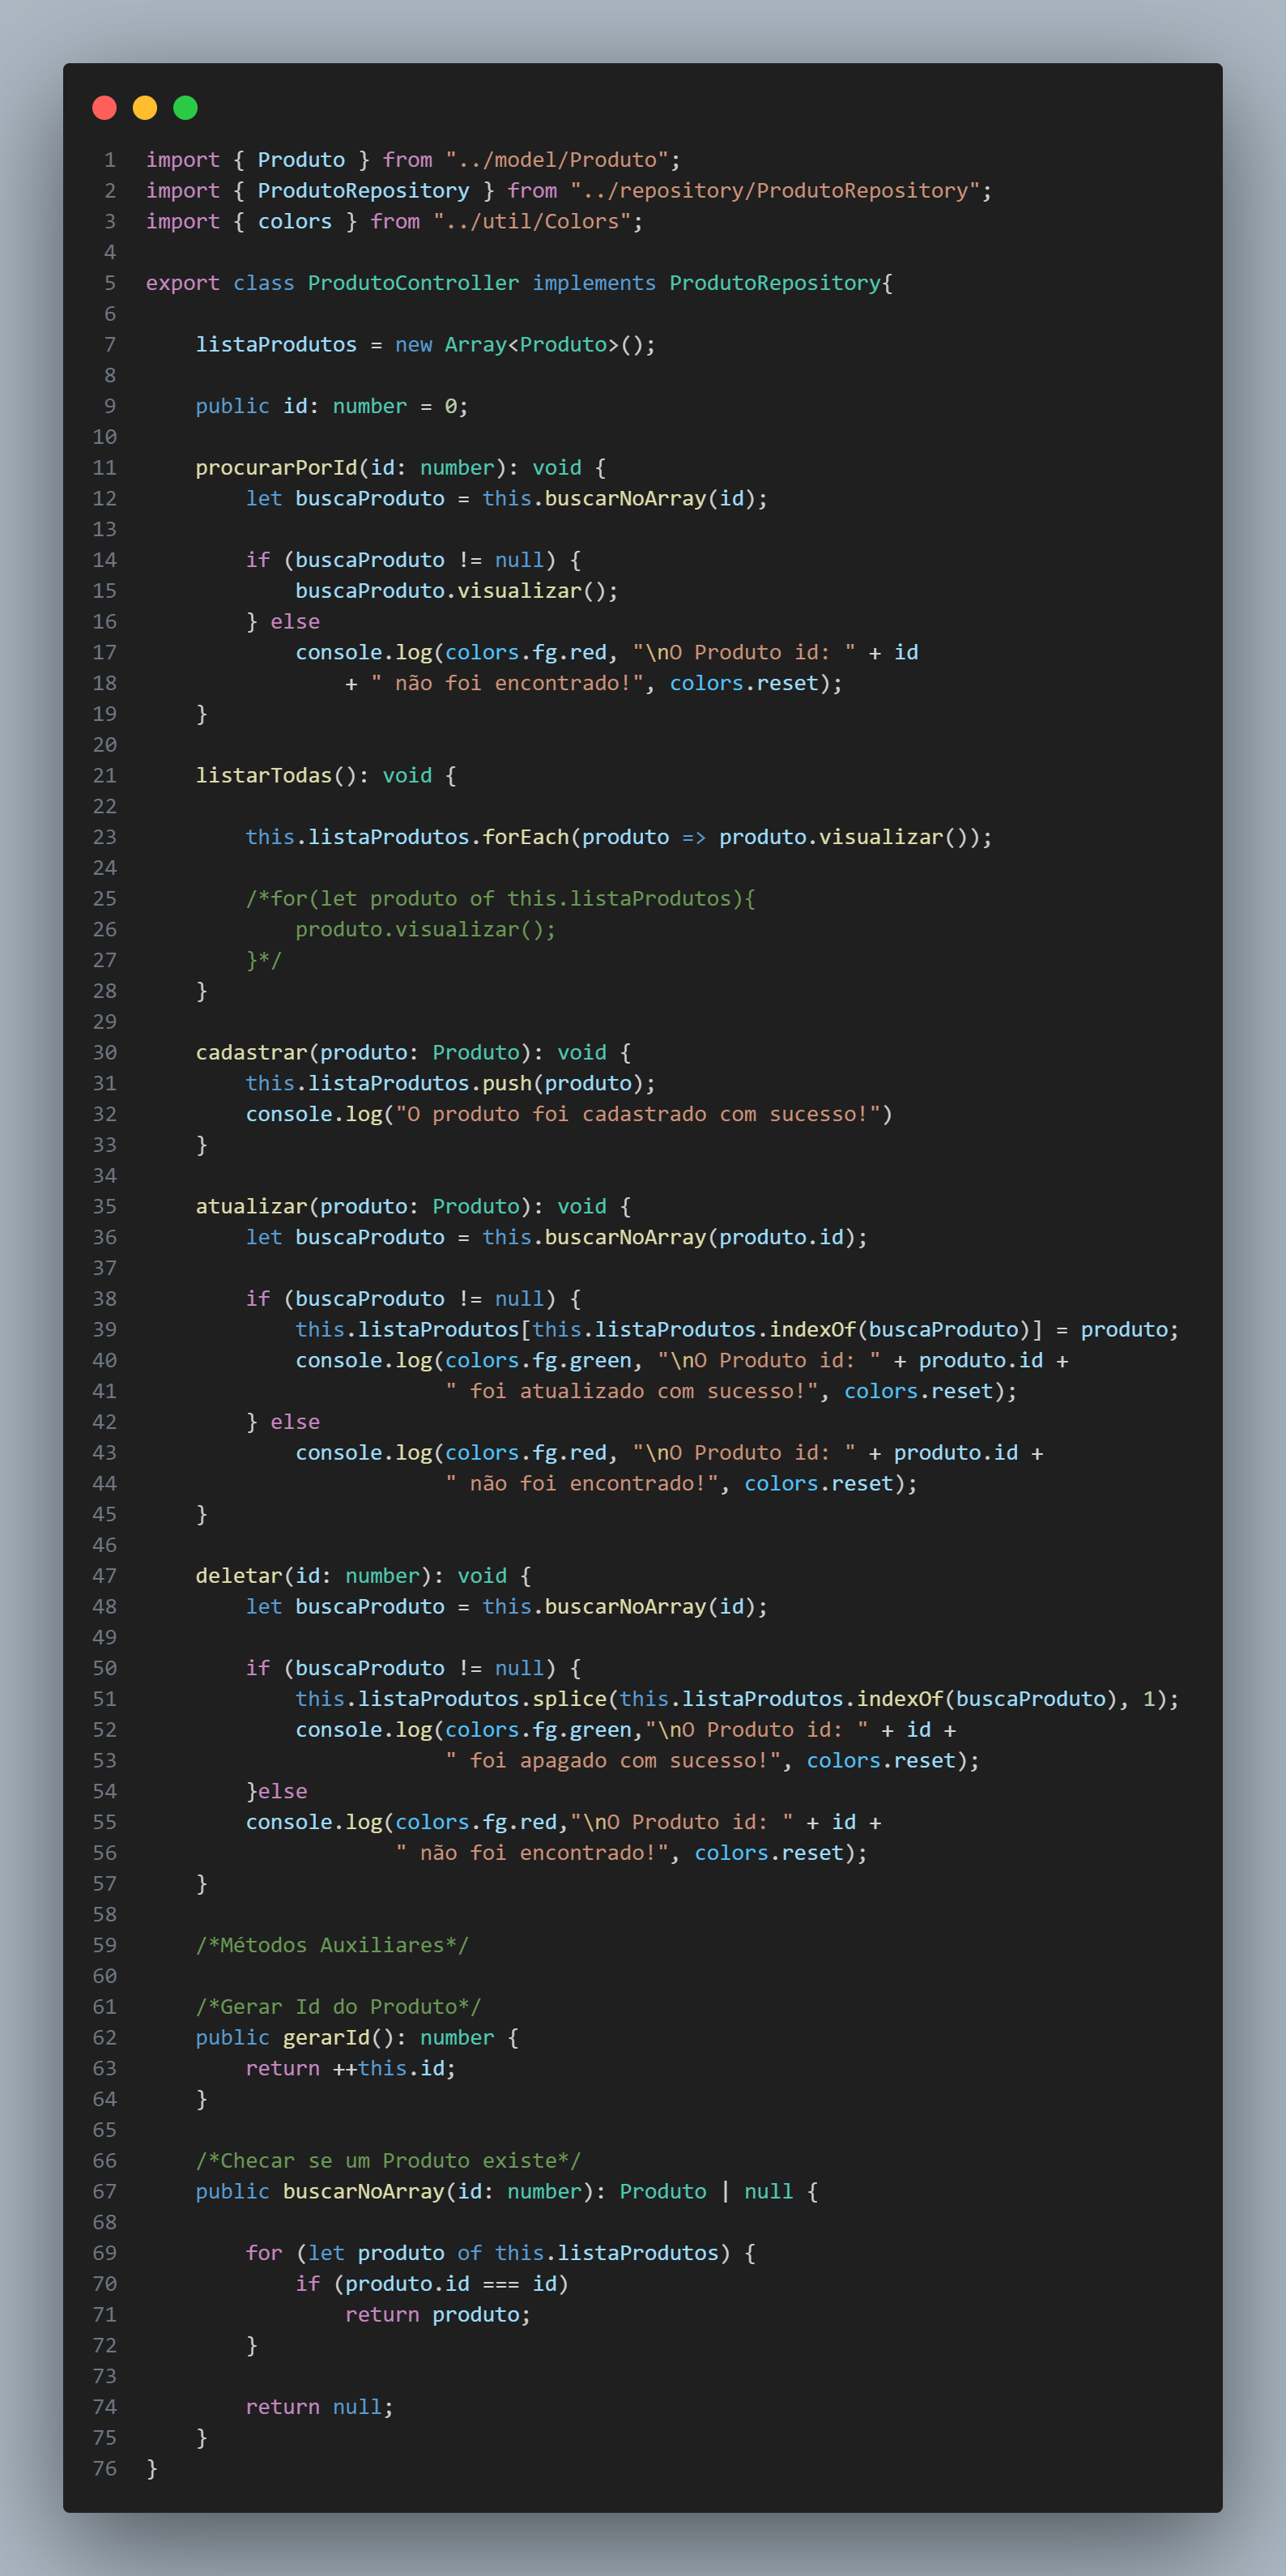 1 import { Produto } from "../model/Produto";
2 import { ProdutoRepository } from "../repository/ProdutoRepository";
3 import { colors } from "../util/Colors";
4
5 export class ProdutoController implements ProdutoRepository{
6
7     listaProdutos = new Array<Produto>();
8
9     public id: number = 0;
10
11     procurarPorId(id: number): void {
12         let buscaProduto = this.buscarNoArray(id);
13
14         if (buscaProduto != null) {
15             buscaProduto.visualizar();
16         } else
17             console.log(colors.fg.red, "\nO Produto id: " + id
18                 + " não foi encontrado!", colors.reset);
19     }
20
21     listarTodas(): void {
22
23         this.listaProdutos.forEach(produto => produto.visualizar());
24
25         /*for(let produto of this.listaProdutos){
26             produto.visualizar();
27         }*/
28     }
29
30     cadastrar(produto: Produto): void {
31         this.listaProdutos.push(produto);
32         console.log("O produto foi cadastrado com sucesso!")
33     }
34
35     atualizar(produto: Produto): void {
36         let buscaProduto = this.buscarNoArray(produto.id);
37
38         if (buscaProduto != null) {
39             this.listaProdutos[this.listaProdutos.indexOf(buscaProduto)] = produto;
40             console.log(colors.fg.green, "\nO Produto id: " + produto.id +
41                         " foi atualizado com sucesso!", colors.reset);
42         } else
43             console.log(colors.fg.red, "\nO Produto id: " + produto.id +
44                         " não foi encontrado!", colors.reset);
45     }
46
47     deletar(id: number): void {
48         let buscaProduto = this.buscarNoArray(id);
49
50         if (buscaProduto != null) {
51             this.listaProdutos.splice(this.listaProdutos.indexOf(buscaProduto), 1);
52             console.log(colors.fg.green,"\nO Produto id: " + id +
53                         " foi apagado com sucesso!", colors.reset);
54         }else
55         console.log(colors.fg.red,"\nO Produto id: " + id +
56                     " não foi encontrado!", colors.reset);
57     }
58
59     /*Métodos Auxiliares*/
60
61     /*Gerar Id do Produto*/
62     public gerarId(): number {
63         return ++this.id;
64     }
65
66     /*Checar se um Produto existe*/
67     public buscarNoArray(id: number): Produto | null {
68
69         for (let produto of this.listaProdutos) {
70             if (produto.id === id)
71                 return produto;
72         }
73
74         return null;
75     }
76 }